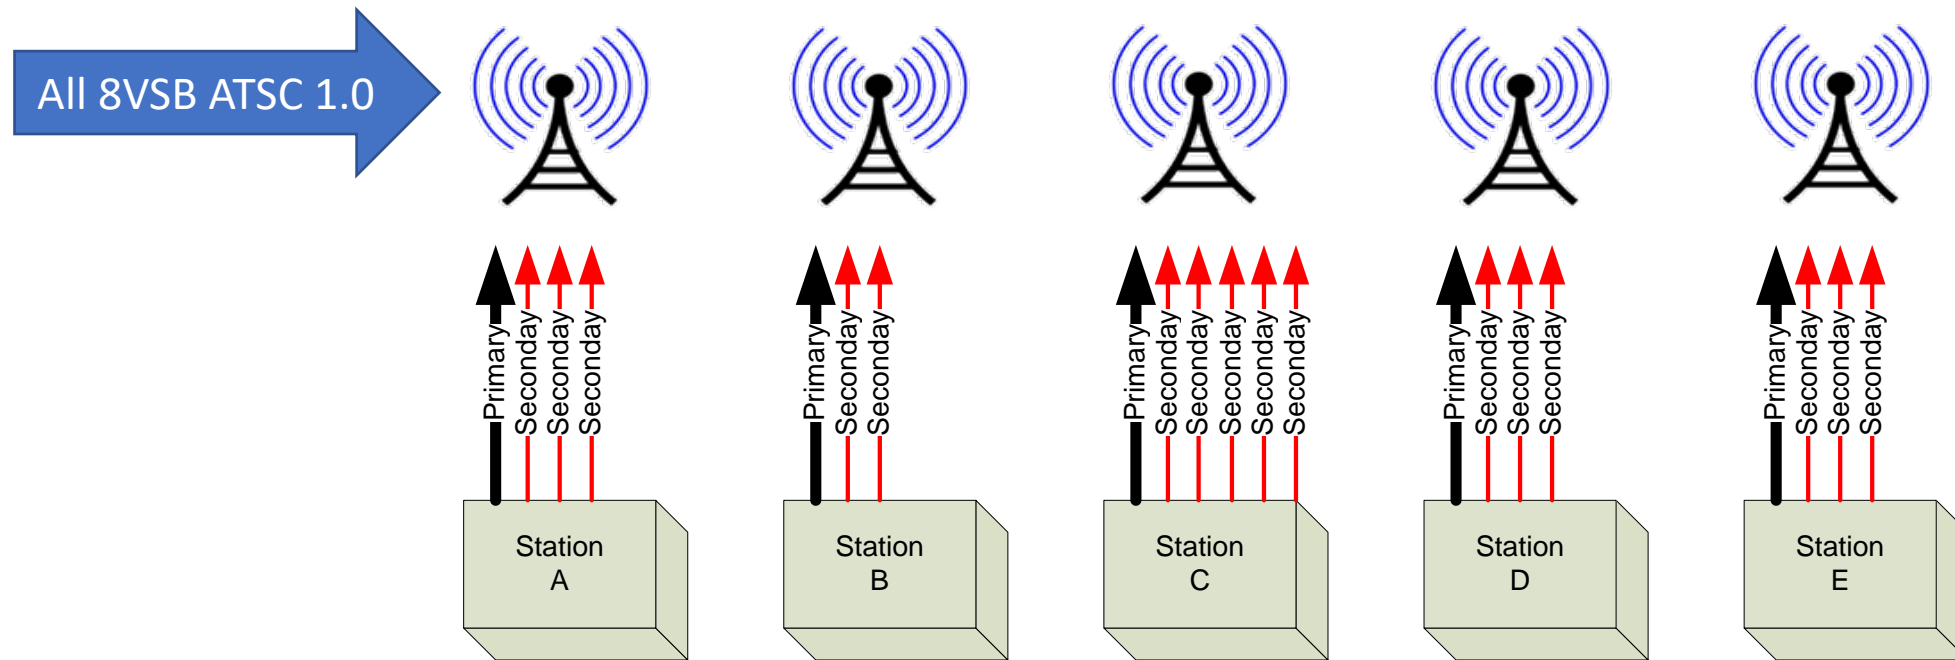 All 8VSB ATSC 1.0
Primary
Seconday
Seconday
Seconday
Primary
Seconday
Seconday
Primary
Seconday
Seconday
Seconday
Seconday
Seconday
Primary
Seconday
Seconday
Seconday
Primary
Seconday
Seconday
Seconday
Station
A
Station
B
Station
C
Station
D
Station
E